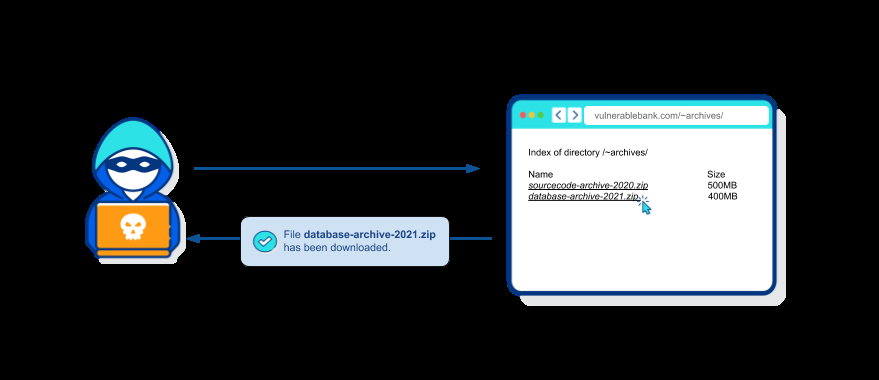 vulnerablebank.com/~archives/
Index of directory /~archives/
Name Size
sourcecode-archive-2020.zip 500MB
database-archive-2021.zip 400MB
File database-archive-2021.zip
has been downloaded.